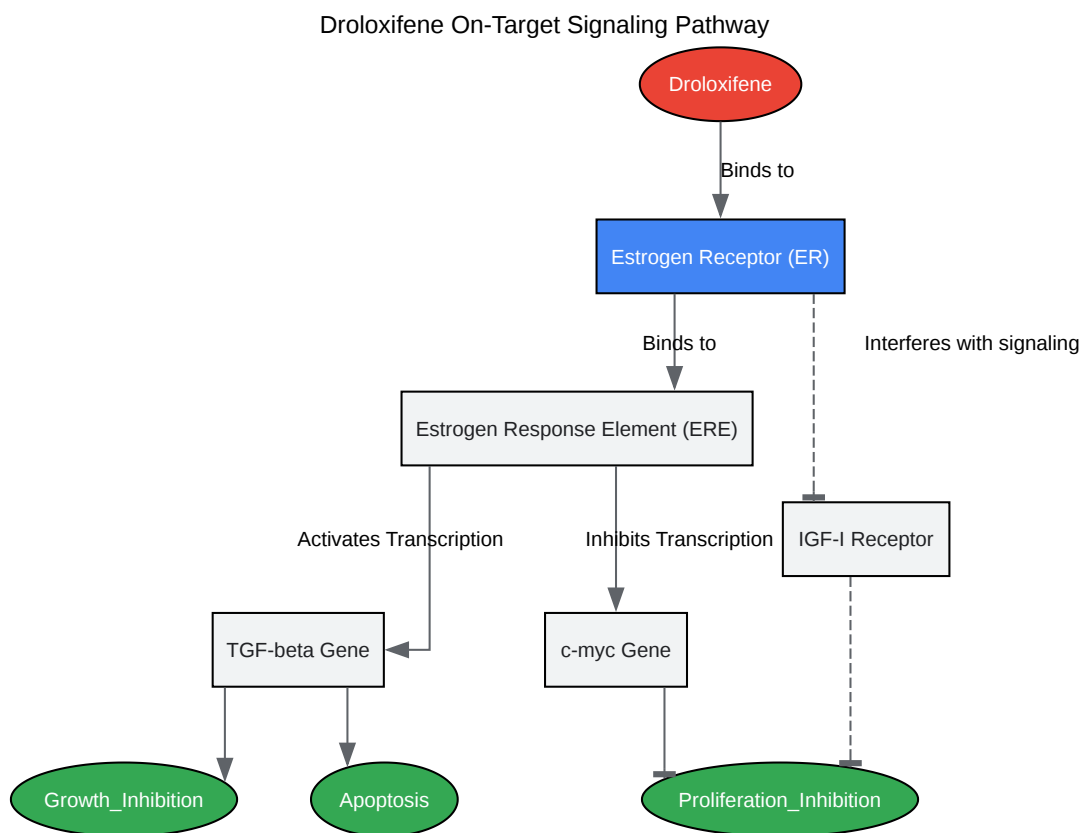 Droloxifene On-Target Signaling Pathway
Droloxifene
Binds to
Estrogen Receptor (ER)
Binds to
Interferes with signaling
Estrogen Response Element (ERE)
Activates Transcription
Inhibits Transcription
IGF-I Receptor
TGF-beta Gene
c-myc Gene
Growth_Inhibition
Apoptosis
Proliferation_Inhibition